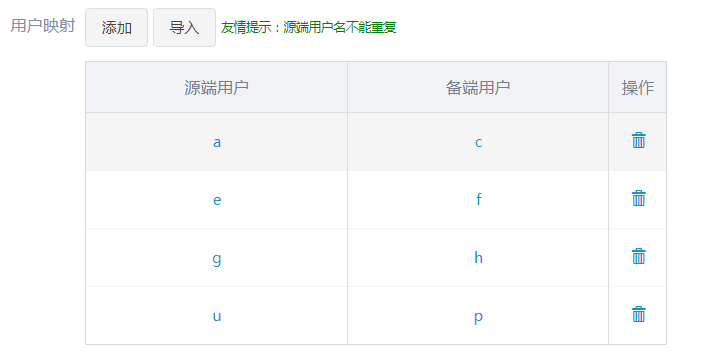 用户映射 添加 导入 友情提示：源端用户名不能重复
源端用户 备端用户 操作
a c
e f
g h
u p